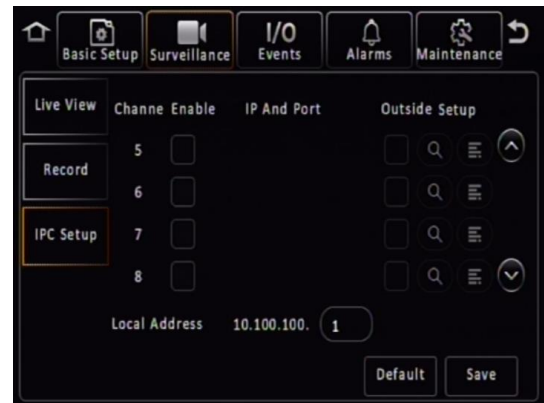 Basic Setup Surveillance I/O Events Alarms Maintenance
Live View Channe Enable IP And Port Outside Setup
Record 5
6
IPC Setup 7
8
Local Address 10.100.100. 1
Default Save